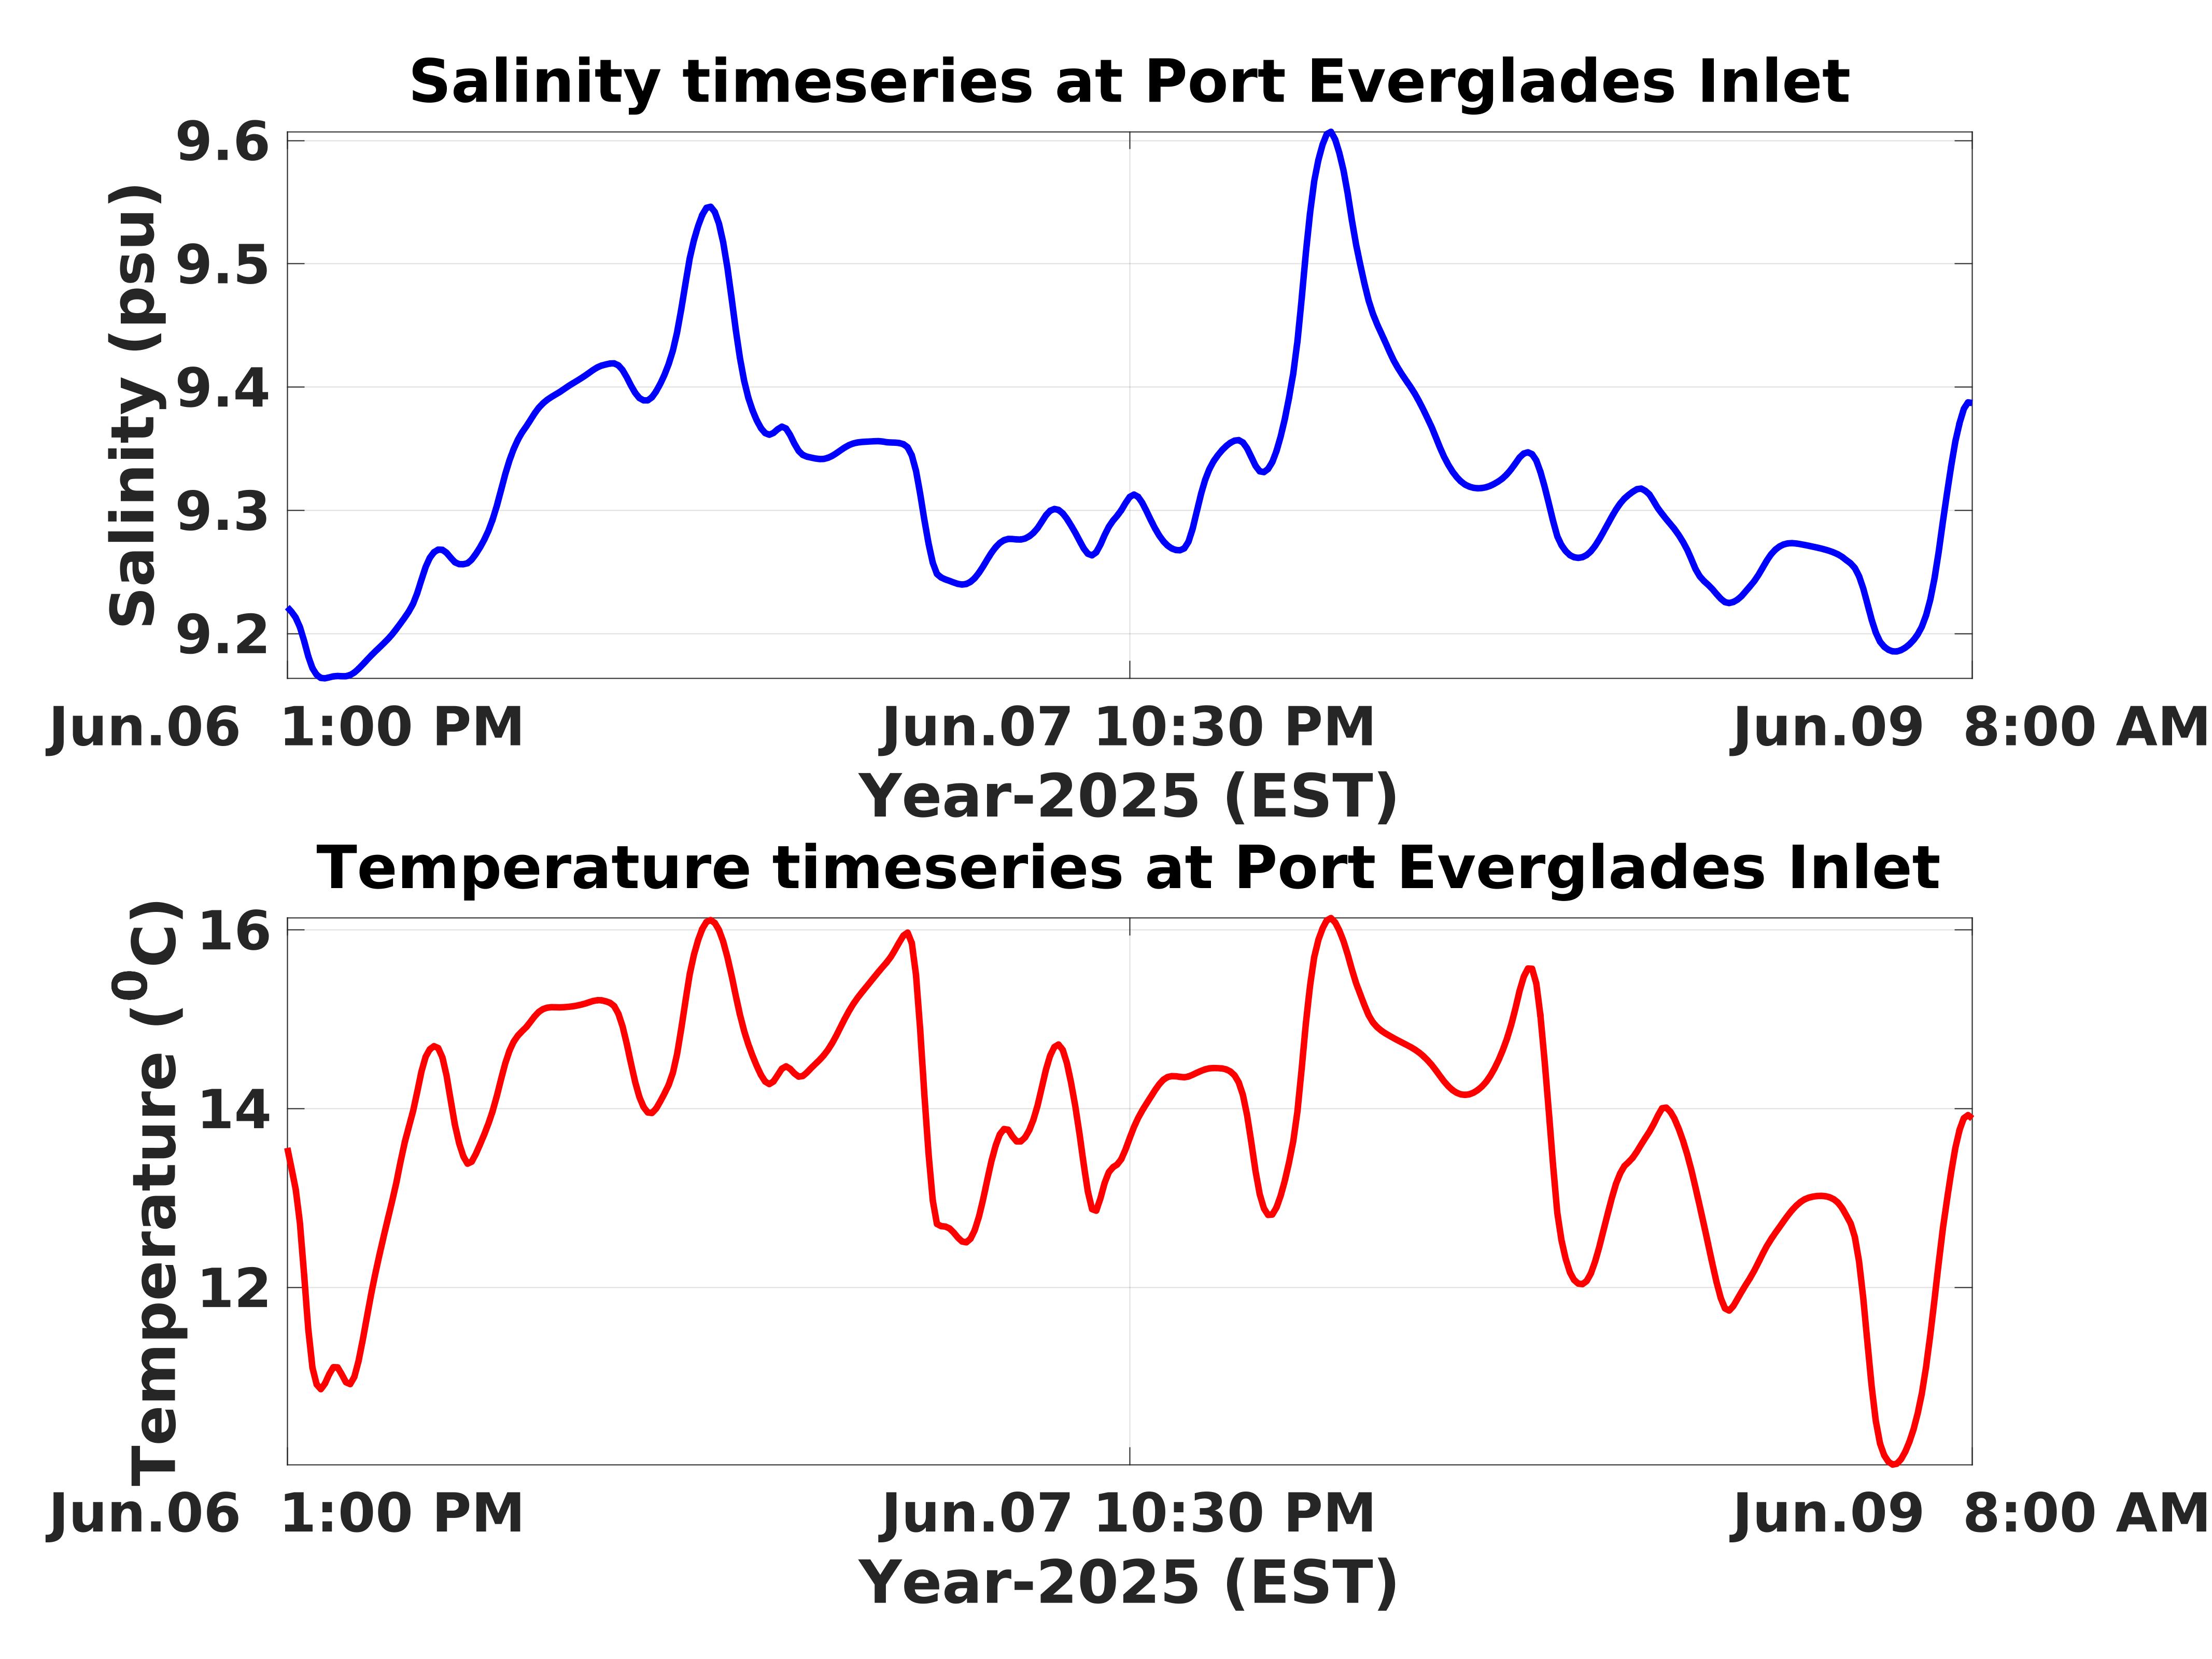 Salinity timeseries at Port Everglades Inlet
Salinity (psu)
9.6
9.5
9.4
9.3
9.2
Jun.06 1:00 PM Jun.07 10:30 PM Jun.09 8:00 AM
Year-2025 (EST)
Temperature timeseries at Port Everglades Inlet
Temperature (⁰C)
16
14
12
Jun.06 1:00 PM Jun.07 10:30 PM Jun.09 8:00 AM
Year-2025 (EST)